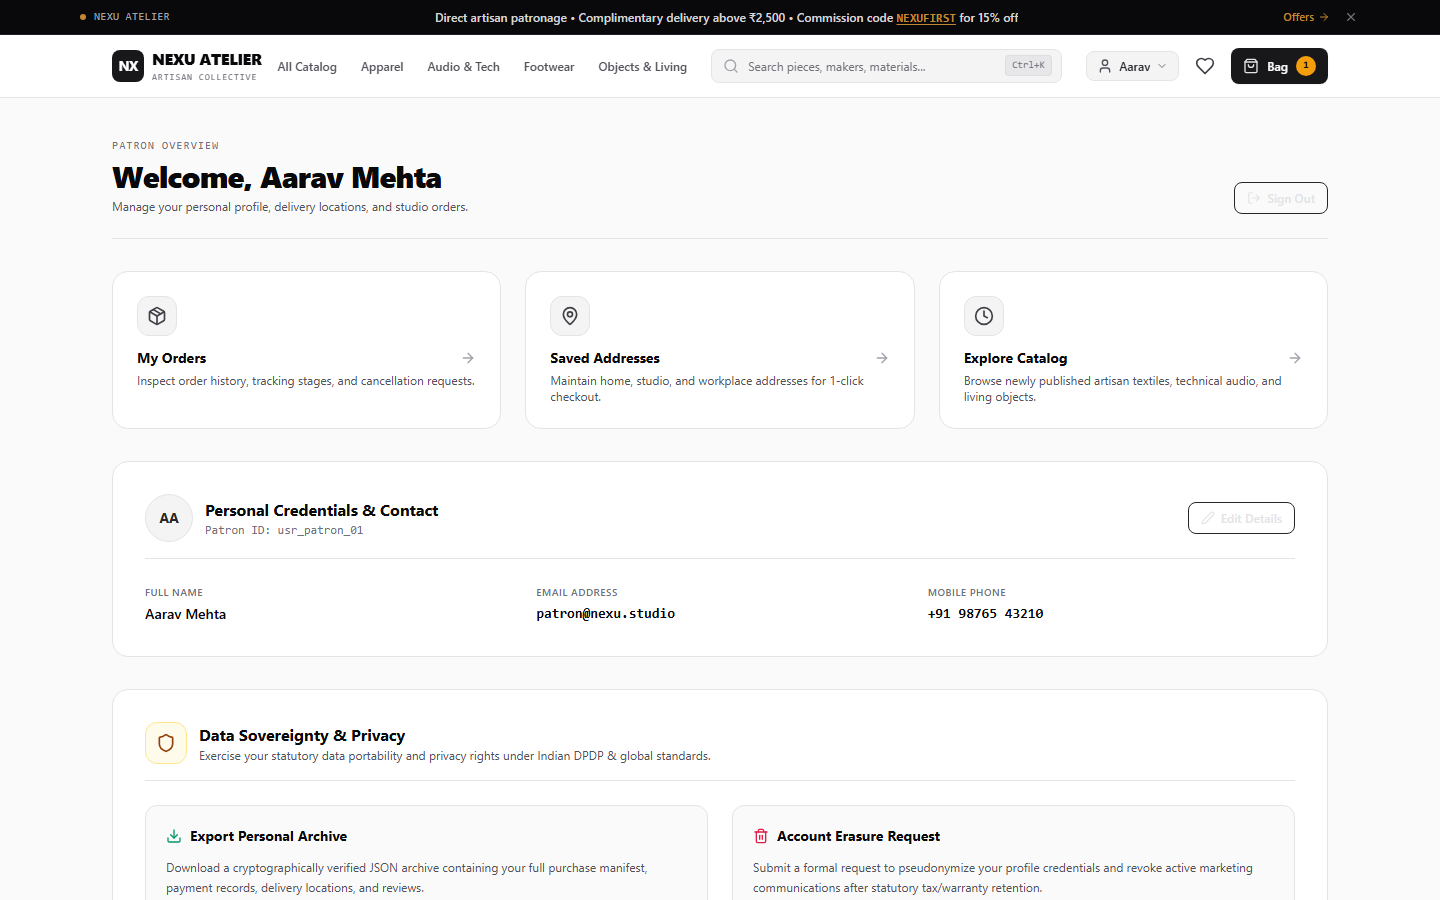 NEXU ATELIER
Direct artisan patronage • Complimentary delivery above ₹2,500 • Commission code NEXUFIRST for 15% off
Offers →
NX
NEXU ATELIER
ARTISAN COLLECTIVE
All Catalog
Apparel
Audio & Tech
Footwear
Objects & Living
Search pieces, makers, materials...
Ctrl+K
Aarav
Bag
1
PATRON OVERVIEW
Welcome, Aarav Mehta
Manage your personal profile, delivery locations, and studio orders.
Sign Out
My Orders
Inspect order history, tracking stages, and cancellation requests.
Saved Addresses
Maintain home, studio, and workplace addresses for 1-click
checkout.
Explore Catalog
Browse newly published artisan textiles, technical audio, and
living objects.
AA
Personal Credentials & Contact
Patron ID: usr_patron_01
Edit Details
FULL NAME
Aarav Mehta
EMAIL ADDRESS
patron@nexu.studio
MOBILE PHONE
+91 98765 43210
Data Sovereignty & Privacy
Exercise your statutory data portability and privacy rights under Indian DPDP & global standards.
Export Personal Archive
Download a cryptographically verified JSON archive containing your full purchase manifest,
payment records, delivery locations, and reviews.
Account Erasure Request
Submit a formal request to pseudonymize your profile credentials and revoke active marketing
communications after statutory tax/warranty retention.